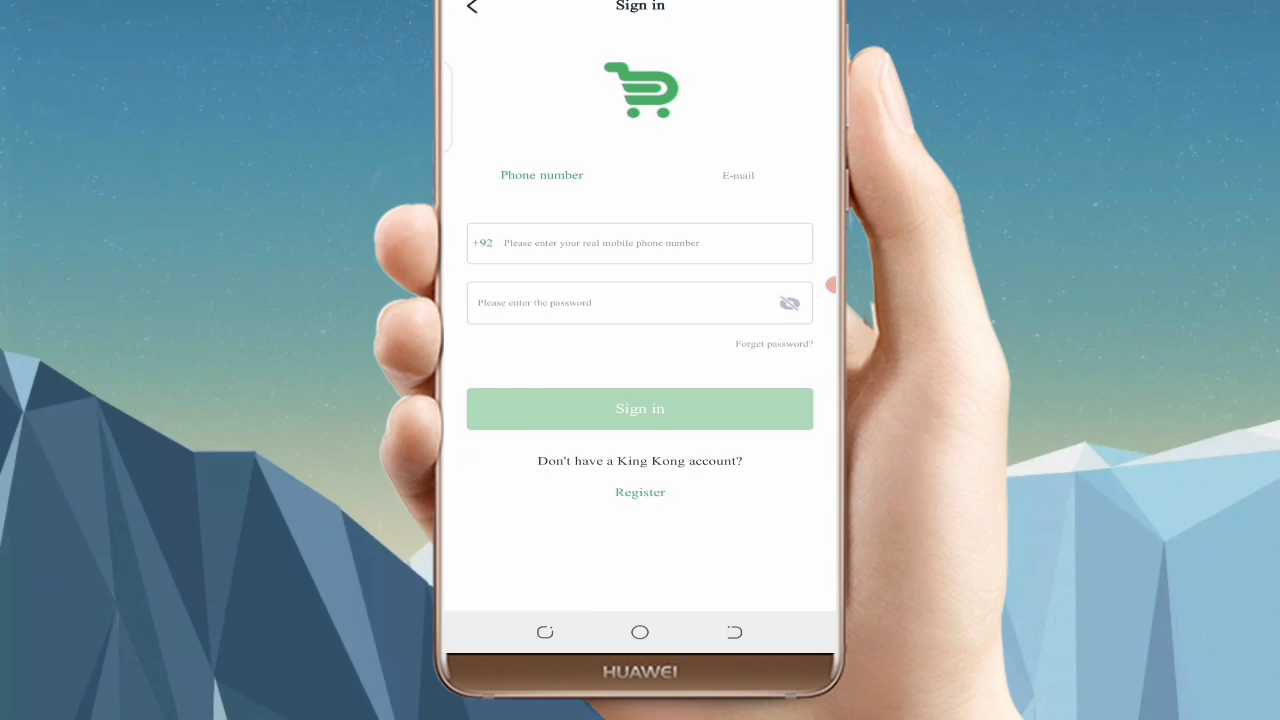 Sign in
Phone number
E-mail
+92 Please enter your real mobile phone number
Please enter the password
Forget password?
Sign in
Don't have a King Kong account?
Register
HUAWEI